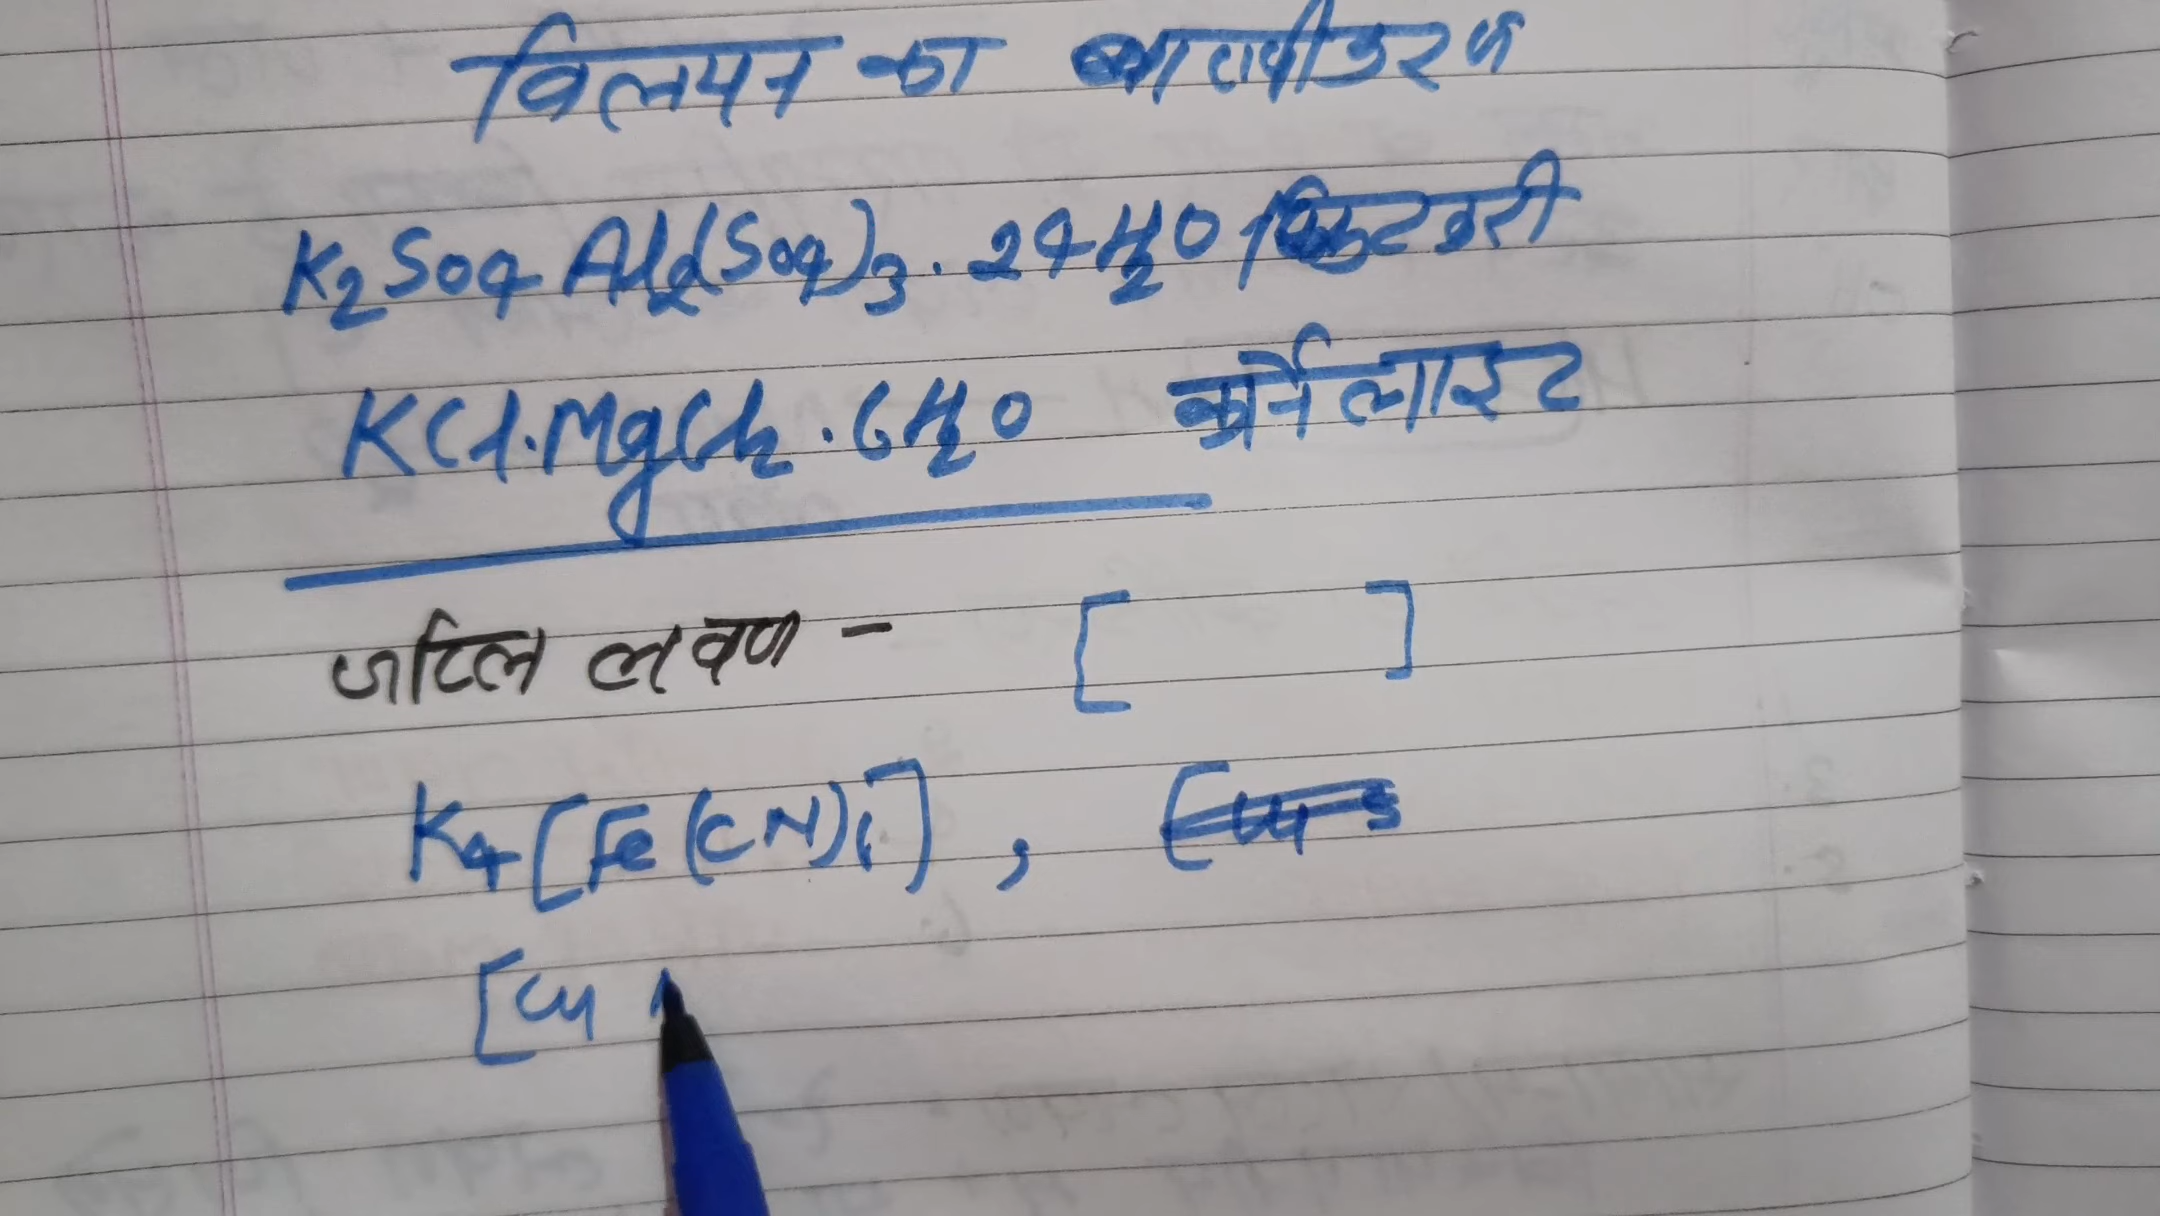 विलयन का वाष्पीकरण
K₂SO₄ Al₂(SO₄)₃ . 24H₂O फिटकरी
KCl.MgCl₂ .6H₂O कार्नेलाइट
जटिल लवण - [ ]
K₄[Fe(CN)₆] ,
[Cu